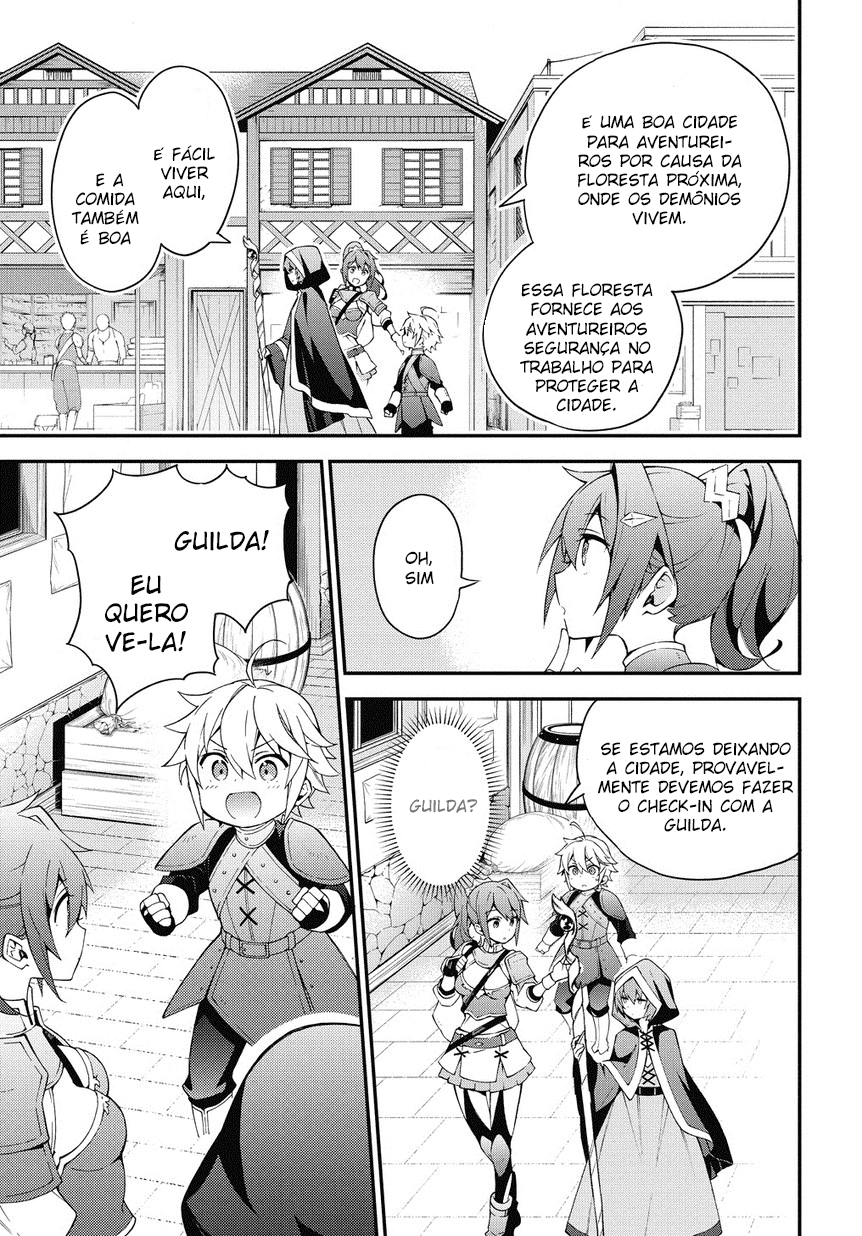 E UMA BOA CIDADE
PARA AVENTUREI-
ROS POR CAUSA DA
FLORESTA PRÓXIMA,
ONDE OS DEMÔNIOS
VIVEM.
ESSA FLORESTA
FORNECE AOS
AVENTUREIROS
SEGURANÇA NO
TRABALHO PARA
PROTEGER A
CIDADE.
E FÁCIL
VIVER
AQUI,
E A
COMIDA
TAMBÉM
É BOA
OH,
SIM
SE ESTAMOS DEIXANDO
A CIDADE, PROVAVEL-
MENTE DEVEMOS FAZER
O CHECK-IN COM A
GUILDA.
GUILDA?
GUILDA!
EU
QUERO
VE-LA!